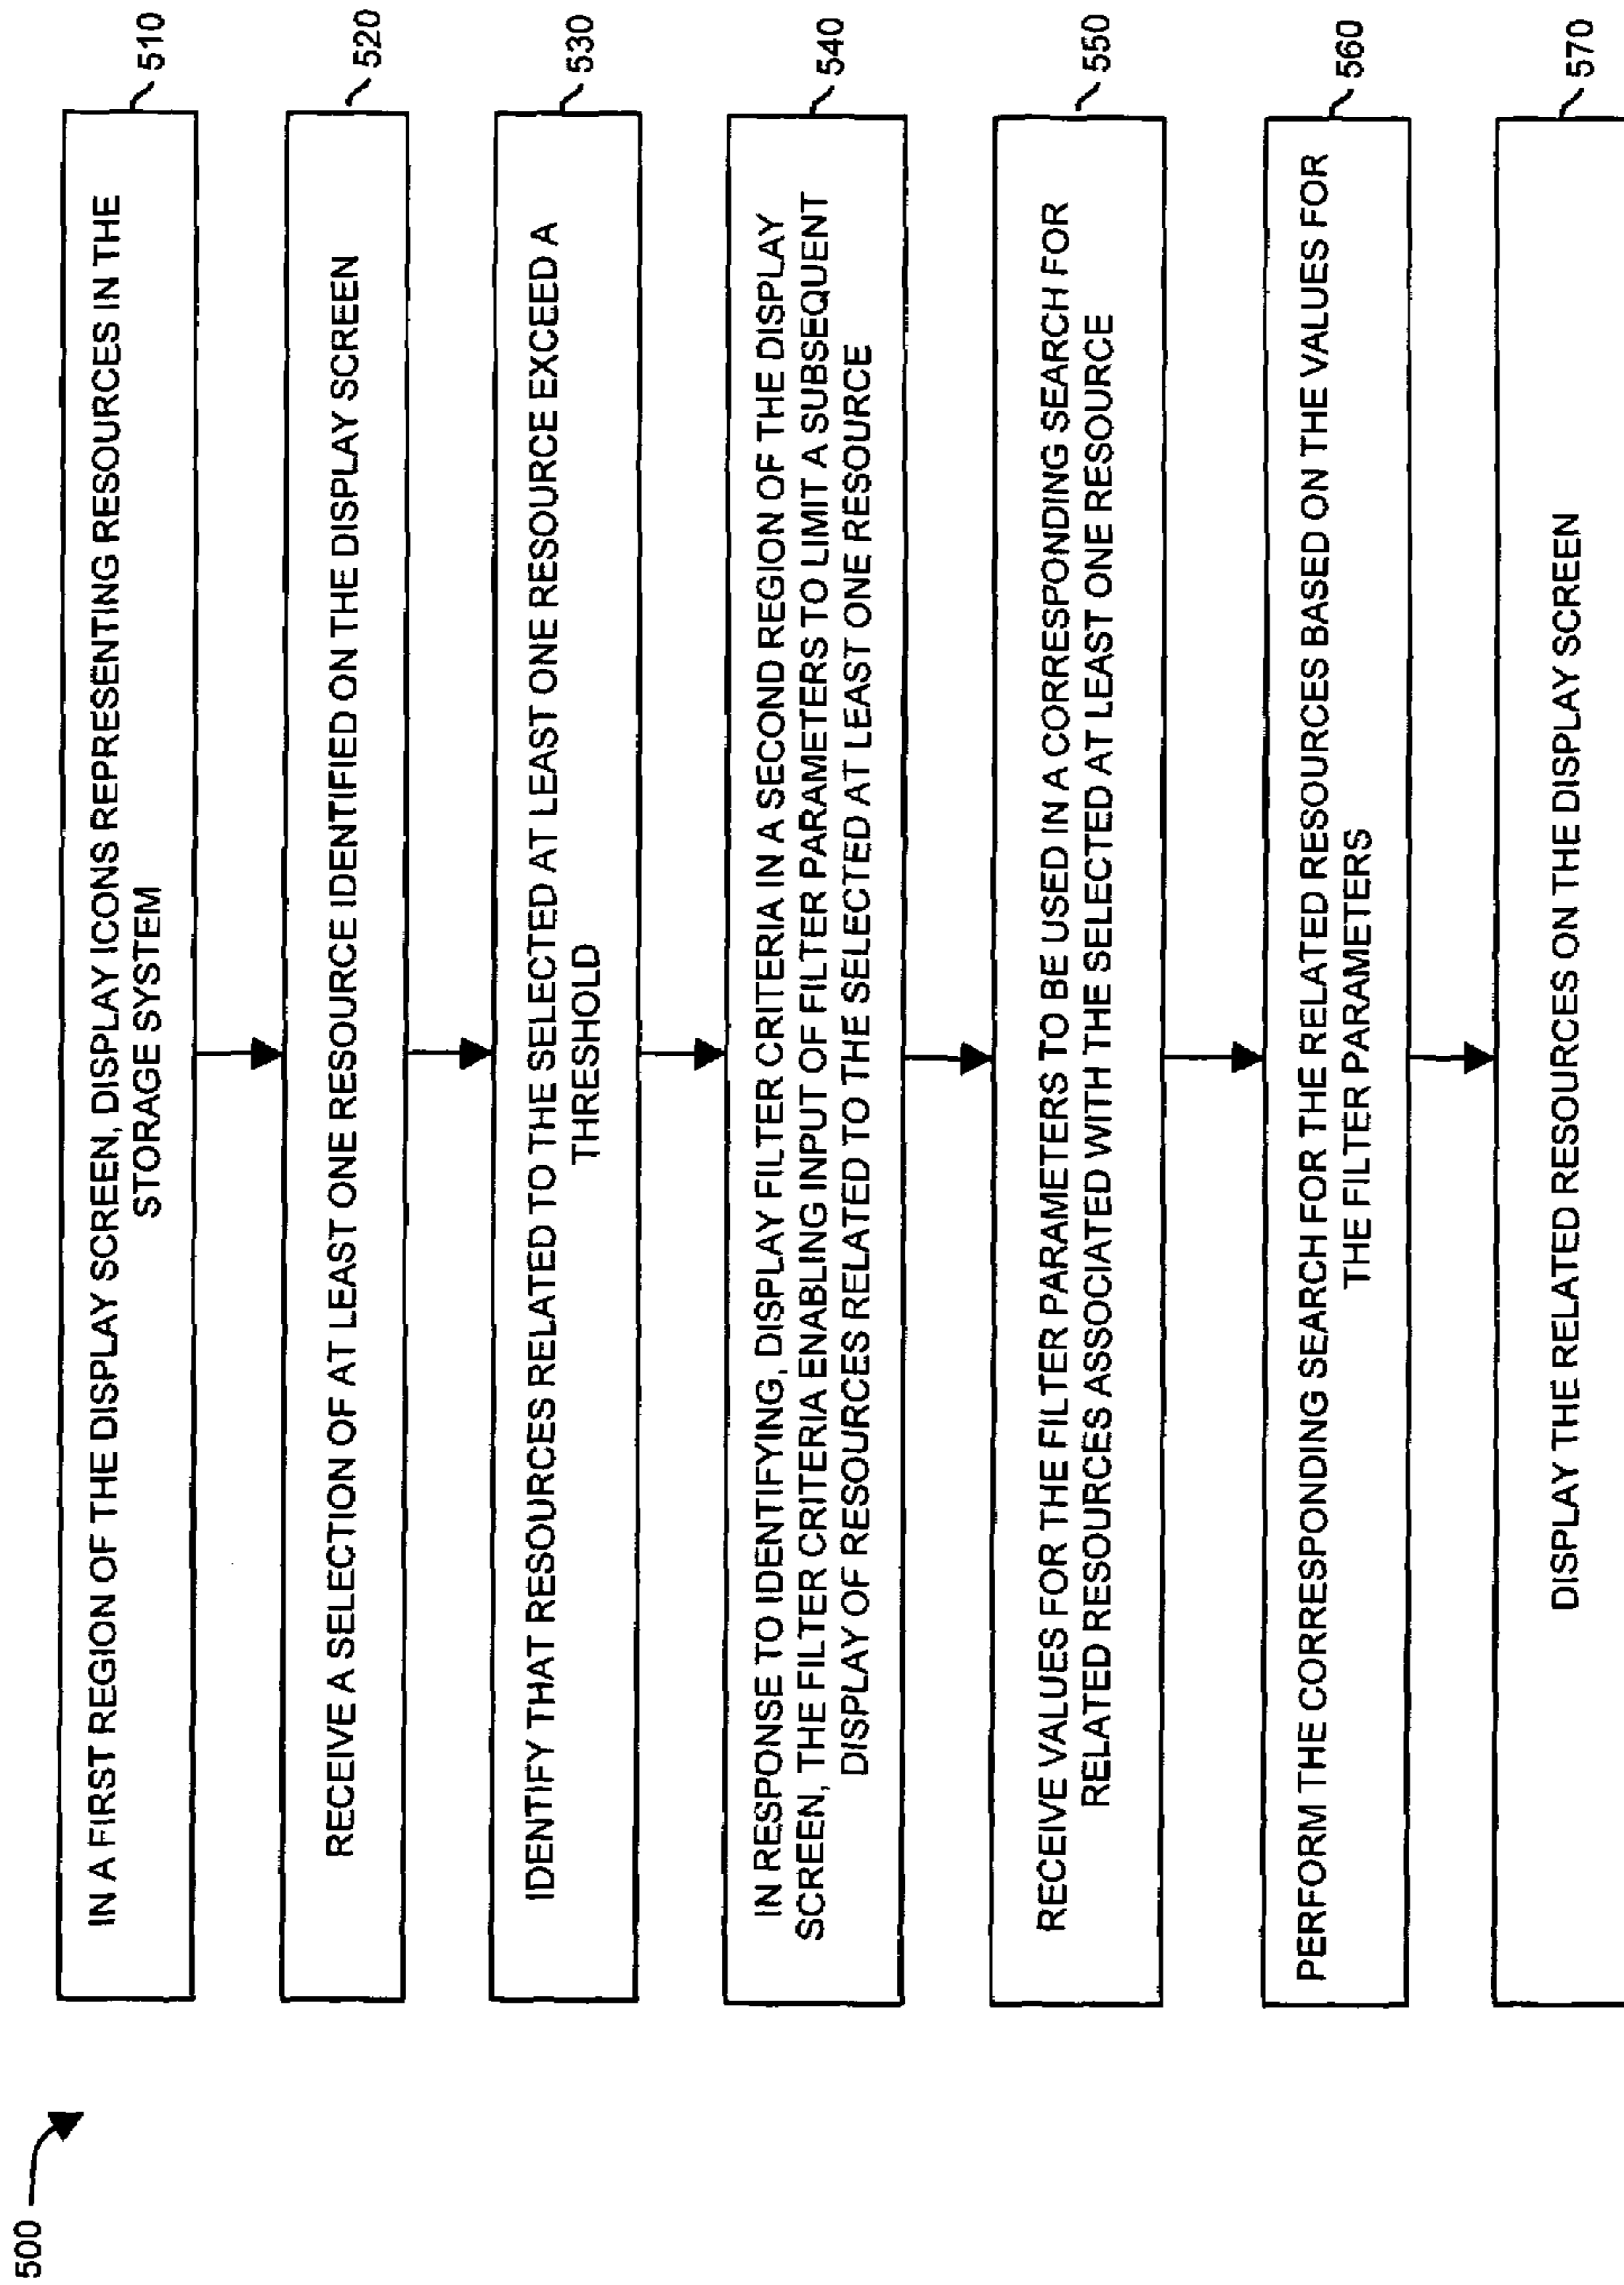 500
IN A FIRST REGION OF THE DISPLAY SCREEN, DISPLAY ICONS REPRESENTING RESOURCES IN THE
STORAGE SYSTEM
510
RECEIVE A SELECTION OF AT LEAST ONE RESOURCE IDENTIFIED ON THE DISPLAY SCREEN
520
IDENTIFY THAT RESOURCES RELATED TO THE SELECTED AT LEAST ONE RESOURCE EXCEED A
THRESHOLD
530
IN RESPONSE TO IDENTIFYING, DISPLAY FILTER CRITERIA IN A SECOND REGION OF THE DISPLAY
SCREEN, THE FILTER CRITERIA ENABLING INPUT OF FILTER PARAMETERS TO LIMIT A SUBSEQUENT
DISPLAY OF RESOURCES RELATED TO THE SELECTED AT LEAST ONE RESOURCE
540
RECEIVE VALUES FOR THE FILTER PARAMETERS TO BE USED IN A CORRESPONDING SEARCH FOR
RELATED RESOURCES ASSOCIATED WITH THE SELECTED AT LEAST ONE RESOURCE
550
PERFORM THE CORRESPONDING SEARCH FOR THE RELATED RESOURCES BASED ON THE VALUES FOR
THE FILTER PARAMETERS
560
DISPLAY THE RELATED RESOURCES ON THE DISPLAY SCREEN
570